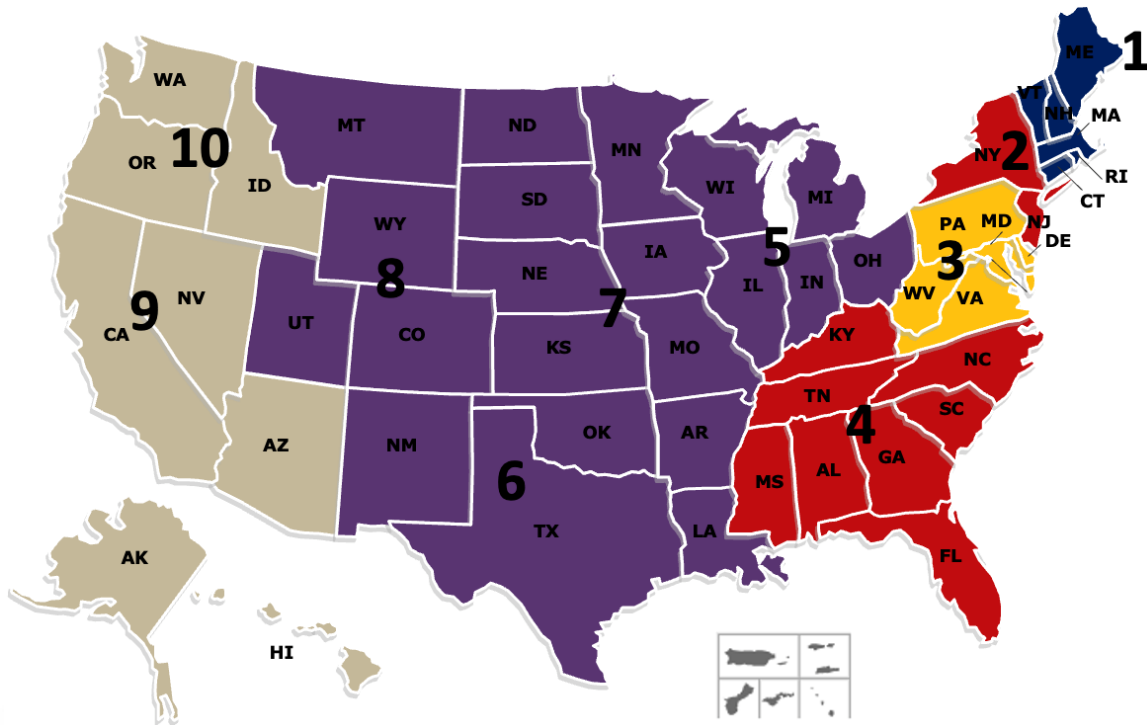 ME
1
WA
VT
NH
MA
MT
ND
10
MN
NY
2
OR
RI
ID
WI
MI
SD
CT
WY
PA
MD
NJ
DE
5
IA
OH
3
8
NE
IL
IN
WV
VA
NV
7
9
UT
CO
CA
KY
KS
MO
NC
TN
SC
4
OK
AR
AZ
NM
GA
AL
6
MS
TX
LA
AK
FL
HI